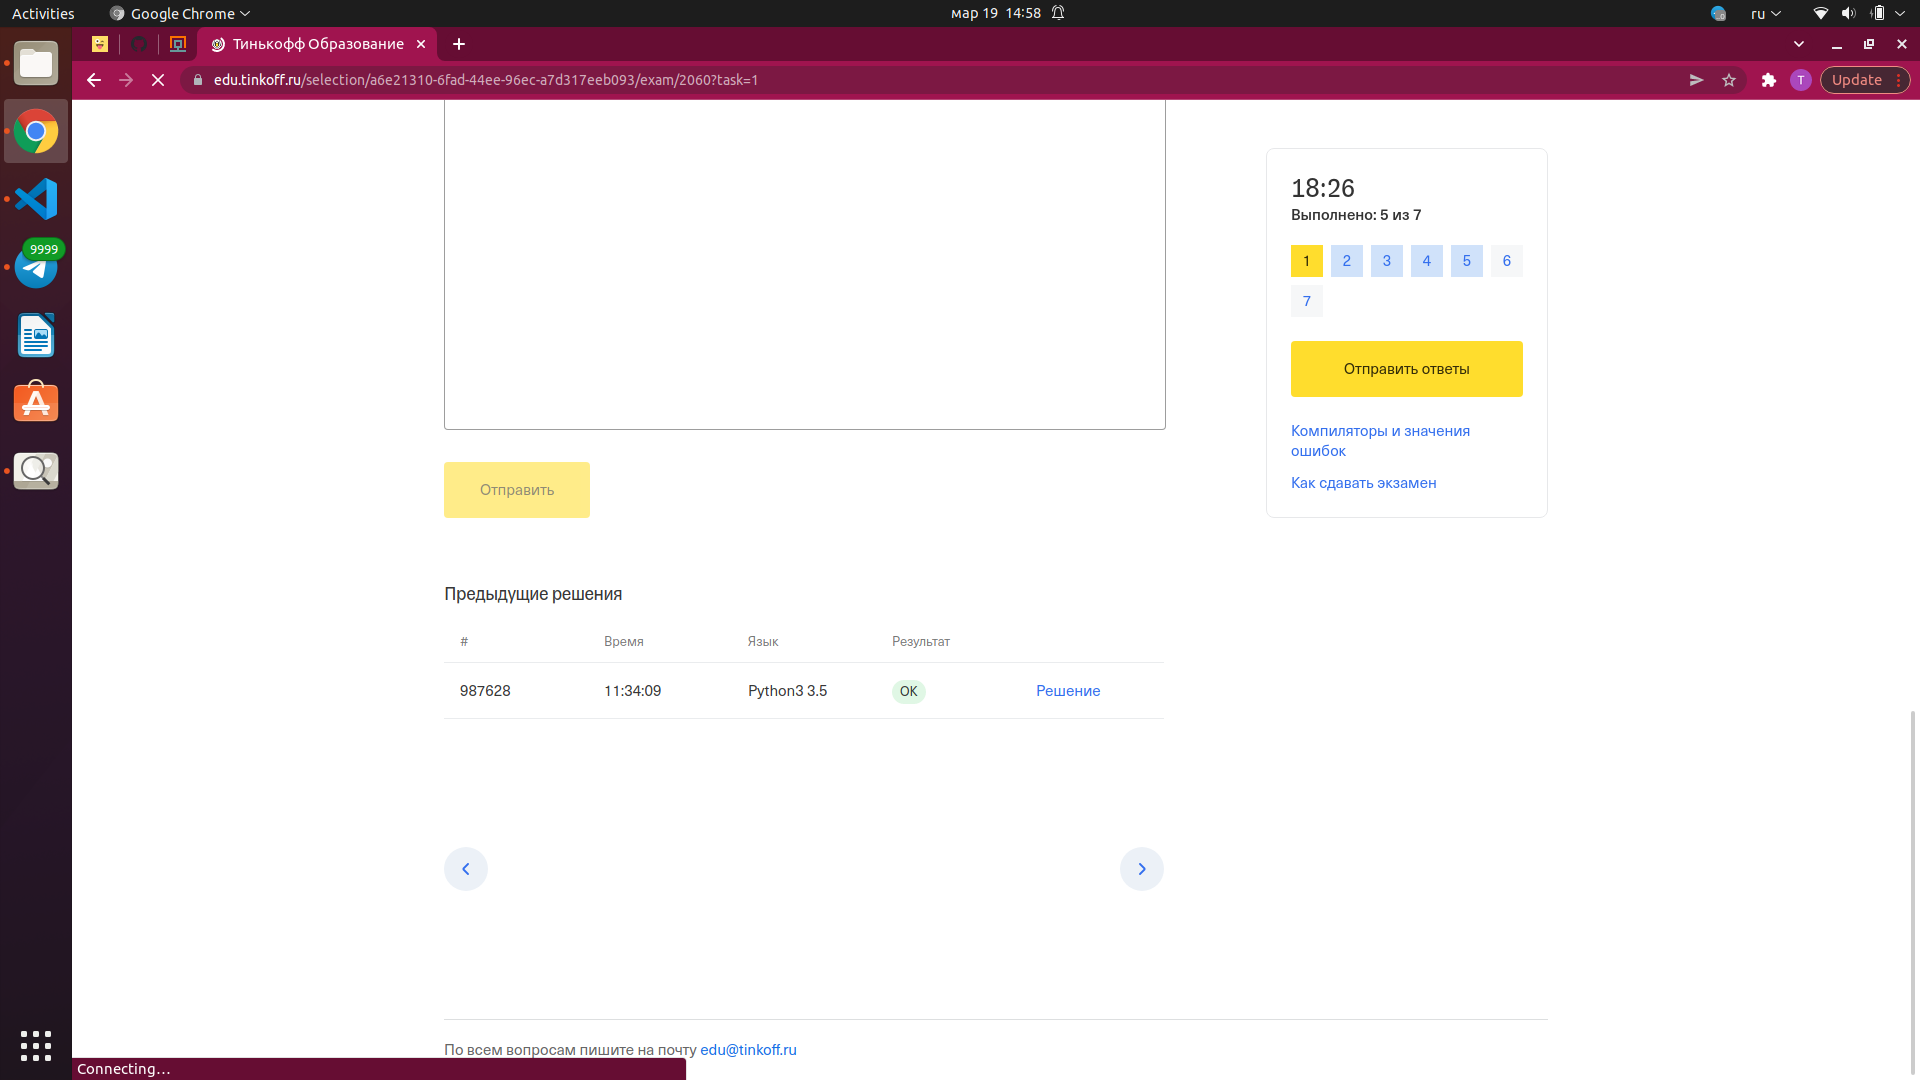 Activities
Google Chrome
мар 19 14:58
ru
Тинькофф Образование
edu.tinkoff.ru/selection/a6e21310-6fad-44ee-96ec-a7d317eeb093/exam/2060?task=1
T
Update
9999
18:26
Выполнено: 5 из 7
1 2 3 4 5 6
7
Отправить ответы
Компиляторы и значения
ошибок
Как сдавать экзамен
Отправить
Предыдущие решения
# Время Язык Результат
987628 11:34:09 Python3 3.5 OK Решение
По всем вопросам пишите на почту edu@tinkoff.ru
Connecting…